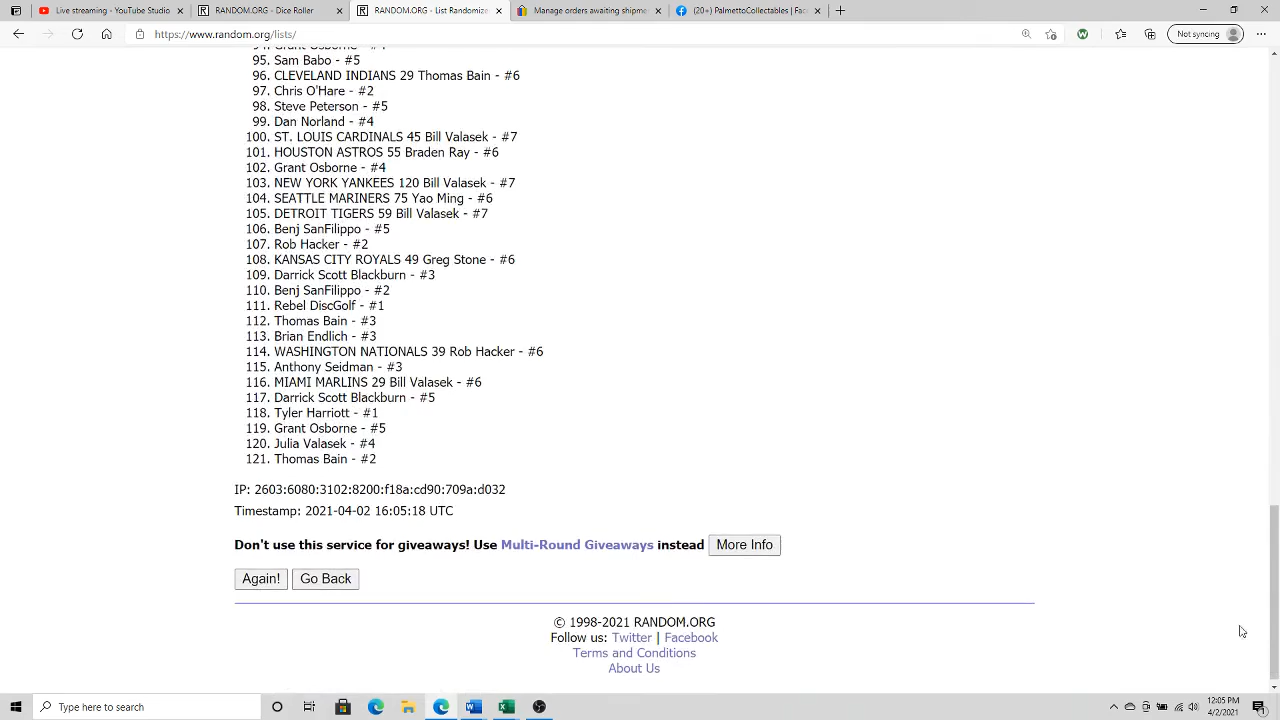 Live streaming - YouTube Studio
RANDOM.ORG - Dice Roller
RANDOM.ORG - List Randomize
Manage orders awaiting shipme
(20+) PalmettoCollectables | Fac
https://www.random.org/lists/
Not syncing
94. Grant Osborne - #4
95. Sam Babo - #5
96. CLEVELAND INDIANS 29 Thomas Bain - #6
97. Chris O'Hare - #2
98. Steve Peterson - #5
99. Dan Norland - #4
100. ST. LOUIS CARDINALS 45 Bill Valasek - #7
101. HOUSTON ASTROS 55 Braden Ray - #6
102. Grant Osborne - #4
103. NEW YORK YANKEES 120 Bill Valasek - #7
104. SEATTLE MARINERS 75 Yao Ming - #6
105. DETROIT TIGERS 59 Bill Valasek - #7
106. Benj SanFilippo - #5
107. Rob Hacker - #2
108. KANSAS CITY ROYALS 49 Greg Stone - #6
109. Darrick Scott Blackburn - #3
110. Benj SanFilippo - #2
111. Rebel DiscGolf - #1
112. Thomas Bain - #3
113. Brian Endlich - #3
114. WASHINGTON NATIONALS 39 Rob Hacker - #6
115. Anthony Seidman - #3
116. MIAMI MARLINS 29 Bill Valasek - #6
117. Darrick Scott Blackburn - #5
118. Tyler Harriott - #1
119. Grant Osborne - #5
120. Julia Valasek - #4
121. Thomas Bain - #2
IP: 2603:6080:3102:8200:f18a:cd90:709a:d032
Timestamp: 2021-04-02 16:05:18 UTC
Don't use this service for giveaways! Use Multi-Round Giveaways instead More Info
Again! Go Back
© 1998-2021 RANDOM.ORG
Follow us: Twitter | Facebook
Terms and Conditions
About Us
Type here to search
12:05 PM
4/2/2021